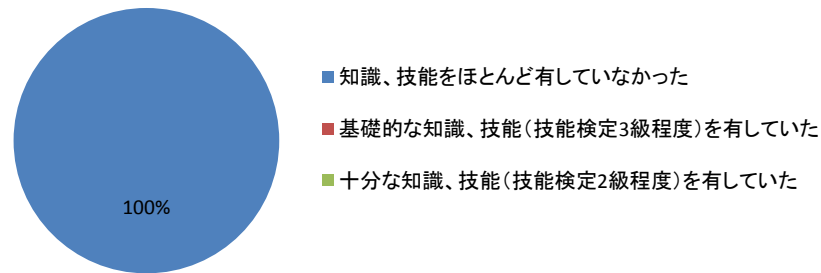 知識、技能をほとんど有していなかった
基礎的な知識、技能（技能検定3級程度）を有していた
十分な知識、技能（技能検定2級程度）を有していた
100%